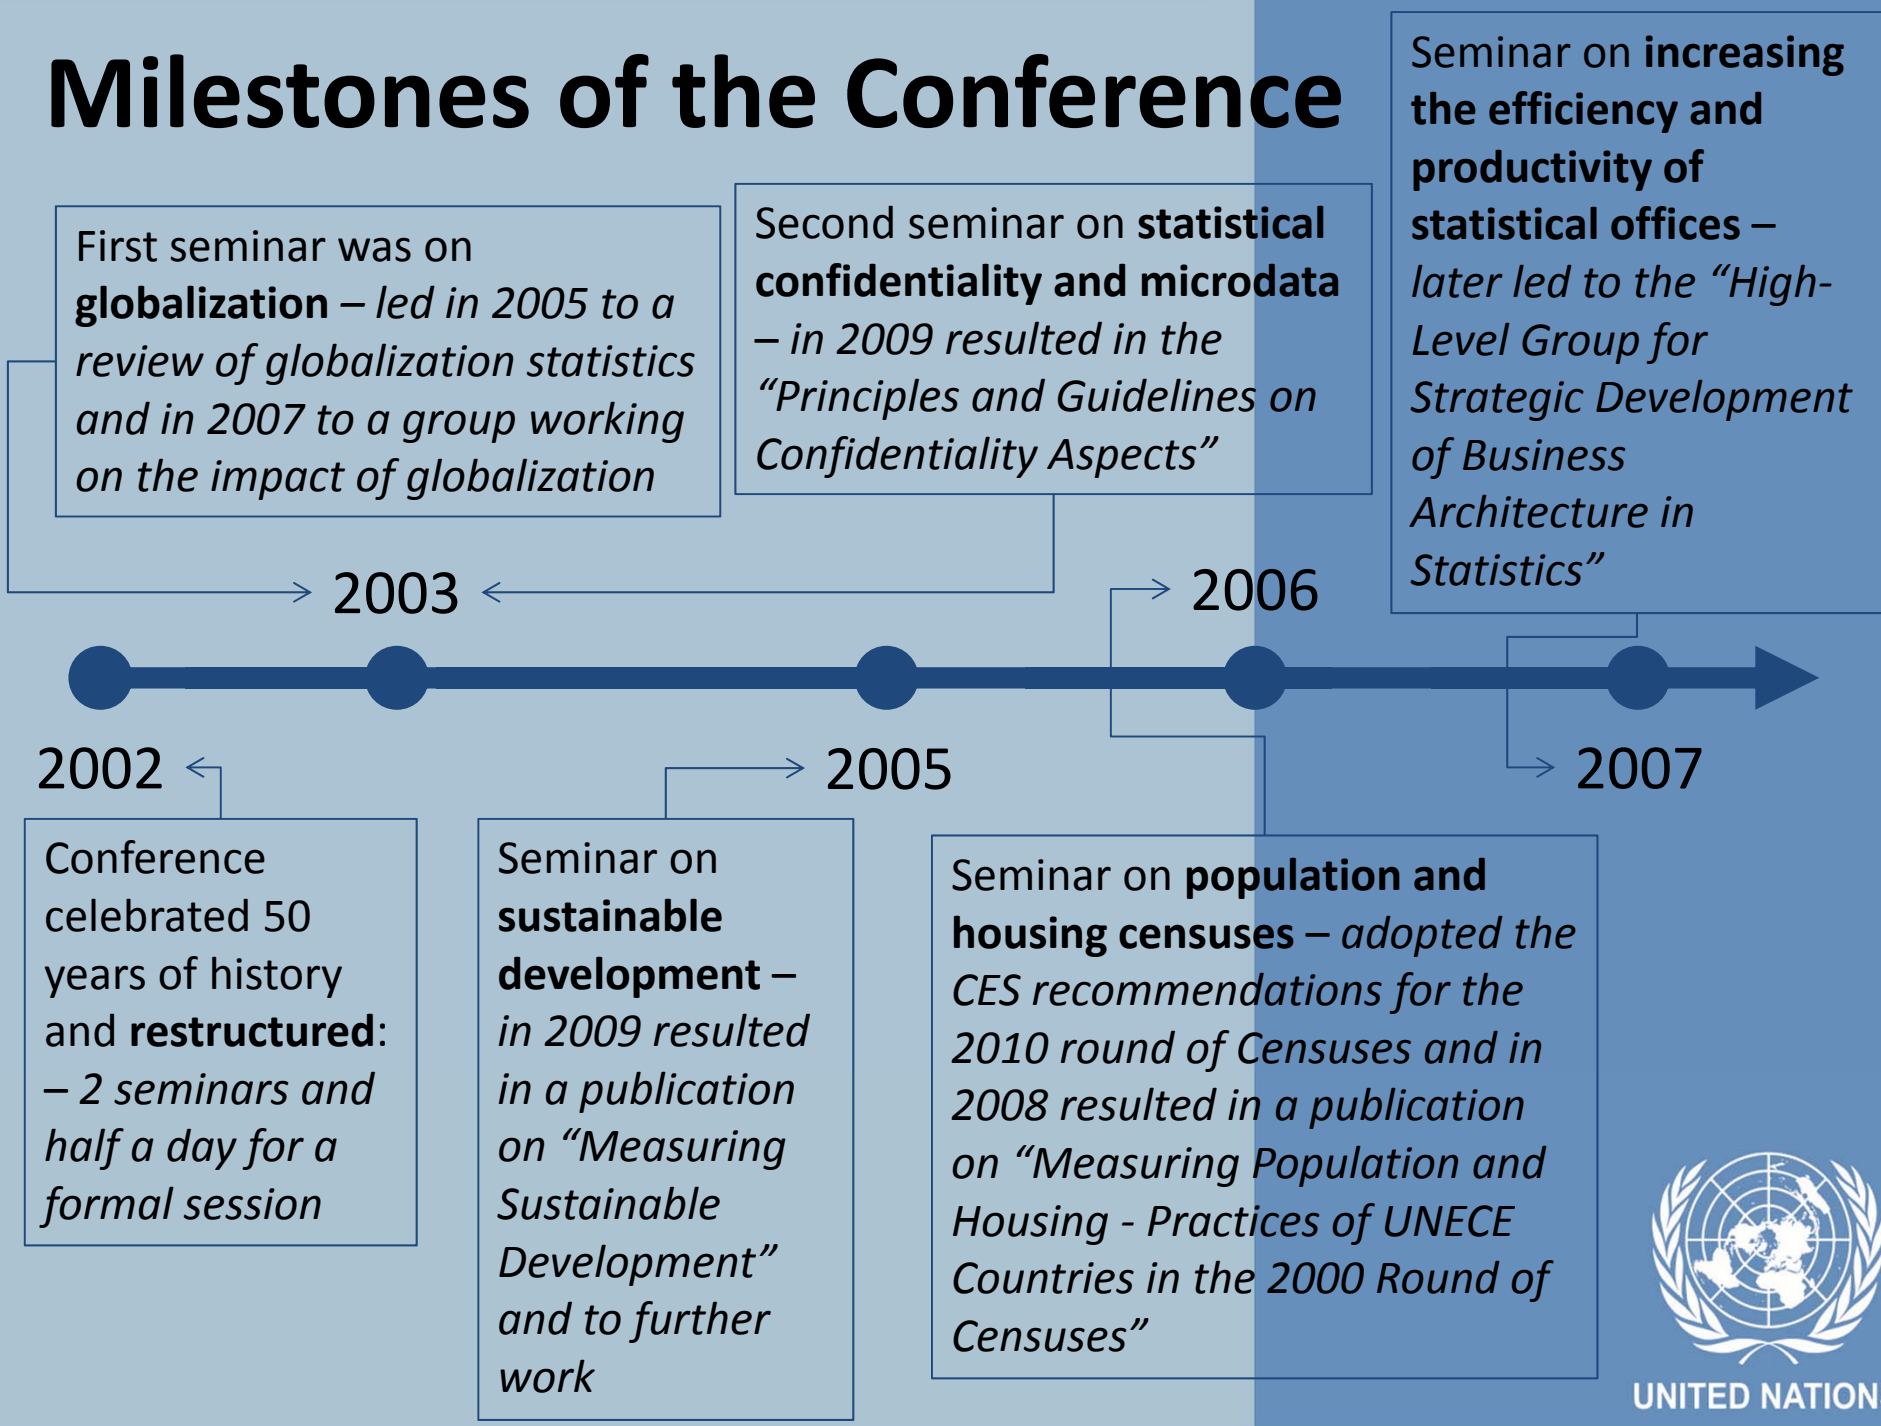 Milestones of the Conference
First seminar was on
globalization – led in 2005 to a
review of globalization statistics
and in 2007 to a group working
on the impact of globalization
Second seminar on statistical
confidentiality and microdata
– in 2009 resulted in the
“Principles and Guidelines on
Confidentiality Aspects”
Seminar on increasing
the efficiency and
productivity of
statistical offices –
later led to the “High-
Level Group for
Strategic Development
of Business
Architecture in
Statistics”
2003
2006
2002
2005
2007
Conference
celebrated 50
years of history
and restructured:
– 2 seminars and
half a day for a
formal session
Seminar on
sustainable
development –
in 2009 resulted
in a publication
on “Measuring
Sustainable
Development”
and to further
work
Seminar on population and
housing censuses – adopted the
CES recommendations for the
2010 round of Censuses and in
2008 resulted in a publication
on “Measuring Population and
Housing - Practices of UNECE
Countries in the 2000 Round of
Censuses”
UNITED NATION